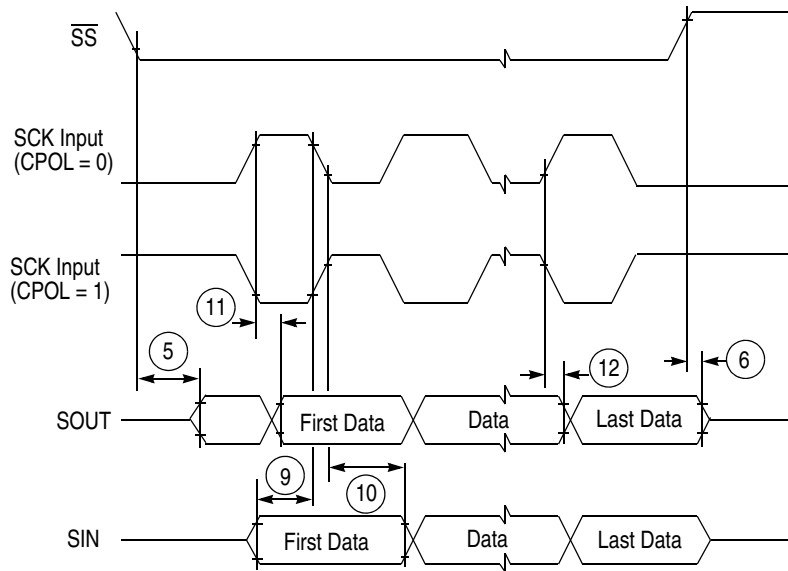 SS
SCK Input
(CPOL = 0)
SCK Input
(CPOL = 1)
11
5
12
6
SOUT
First Data
Data
Last Data
9
10
SIN
First Data
Data
Last Data